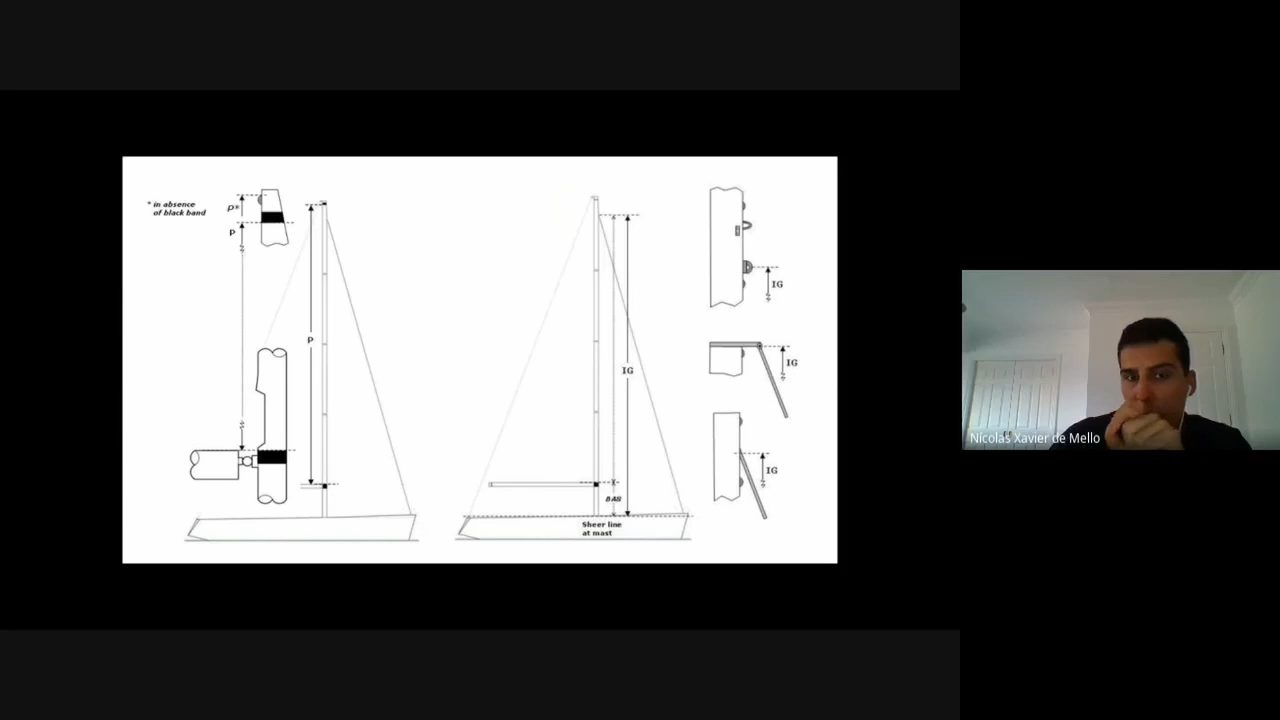 * in absence
of black band
P*
P
P
IG
BAS
Sheer line
at mast
IG
IG
IG
Nicolas Xavier de Mello